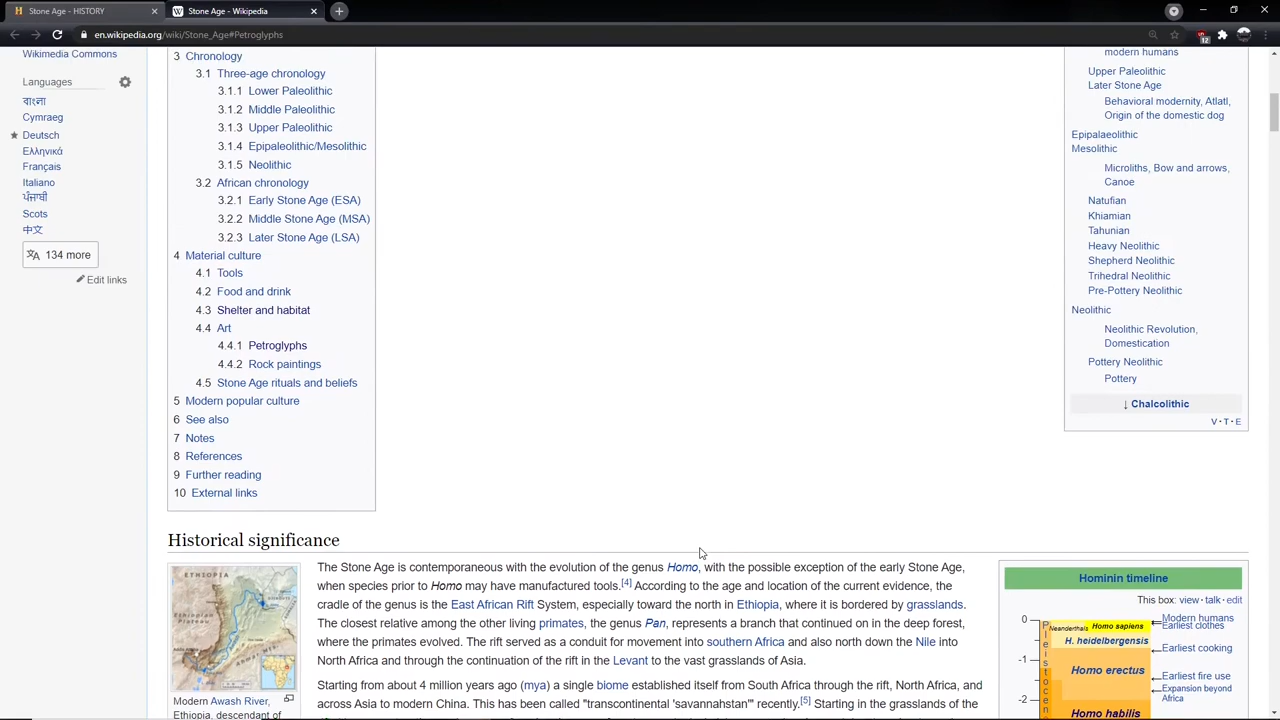 Stone Age - HISTORY
Stone Age - Wikipedia
en.wikipedia.org/wiki/Stone_Age#Petroglyphs
12
Wikimedia Commons
Languages
বাংলা
Cymraeg
Deutsch
Ελληνικά
Français
Italiano
ਪੰਜਾਬੀ
Scots
中文
134 more
Edit links
3 Chronology
3.1 Three-age chronology
3.1.1 Lower Paleolithic
3.1.2 Middle Paleolithic
3.1.3 Upper Paleolithic
3.1.4 Epipaleolithic/Mesolithic
3.1.5 Neolithic
3.2 African chronology
3.2.1 Early Stone Age (ESA)
3.2.2 Middle Stone Age (MSA)
3.2.3 Later Stone Age (LSA)
4 Material culture
4.1 Tools
4.2 Food and drink
4.3 Shelter and habitat
4.4 Art
4.4.1 Petroglyphs
4.4.2 Rock paintings
4.5 Stone Age rituals and beliefs
5 Modern popular culture
6 See also
7 Notes
8 References
9 Further reading
10 External links
modern humans
Upper Paleolithic
Later Stone Age
Behavioral modernity, Atlatl,
Origin of the domestic dog
Epipalaeolithic
Mesolithic
Microliths, Bow and arrows,
Canoe
Natufian
Khiamian
Tahunian
Heavy Neolithic
Shepherd Neolithic
Trihedral Neolithic
Pre-Pottery Neolithic
Neolithic
Neolithic Revolution,
Domestication
Pottery Neolithic
Pottery
↓ Chalcolithic
V · T · E
Historical significance
ETHIOPIA
Modern Awash River,
Ethiopia, descendant of
The Stone Age is contemporaneous with the evolution of the genus Homo, with the possible exception of the early Stone Age,
when species prior to Homo may have manufactured tools.[4] According to the age and location of the current evidence, the
cradle of the genus is the East African Rift System, especially toward the north in Ethiopia, where it is bordered by grasslands.
The closest relative among the other living primates, the genus Pan, represents a branch that continued on in the deep forest,
where the primates evolved. The rift served as a conduit for movement into southern Africa and also north down the Nile into
North Africa and through the continuation of the rift in the Levant to the vast grasslands of Asia.
Starting from about 4 million years ago (mya) a single biome established itself from South Africa through the rift, North Africa, and
across Asia to modern China. This has been called "transcontinental 'savannahstan'" recently.[5] Starting in the grasslands of the
Hominin timeline
This box: view · talk · edit
0
-1
-2
Pleistocene
Neanderthals
Homo sapiens
H. heidelbergensis
Homo erectus
Homo habilis
Modern humans
Earliest clothes
Earliest cooking
Earliest fire use
Expansion beyond
Africa